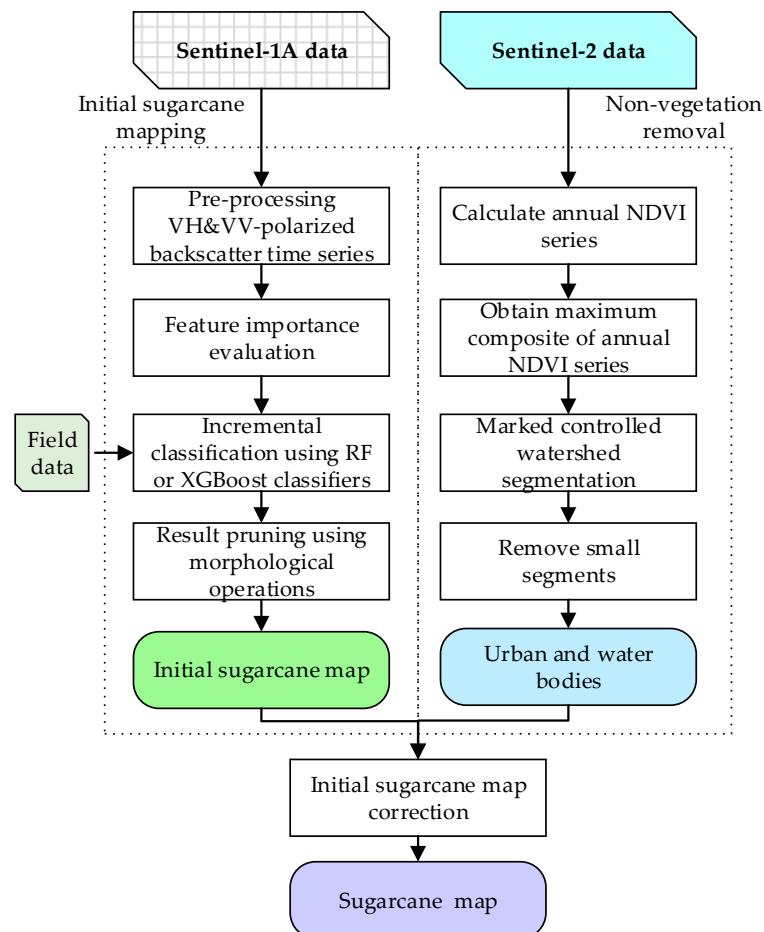 Sentinel-1A data
Sentinel-2 data
Initial sugarcane
mapping
Non-vegetation
removal
Pre-processing
VH&VV-polarized
backscatter time series
Feature importance
evaluation
Field
data
Incremental
classification using RF
or XGBoost classifiers
Result pruning using
morphological
operations
Initial sugarcane map
Calculate annual NDVI
series
Obtain maximum
composite of annual
NDVI series
Marked controlled
watershed
segmentation
Remove small
segments
Urban and water
bodies
Initial sugarcane map
correction
Sugarcane map